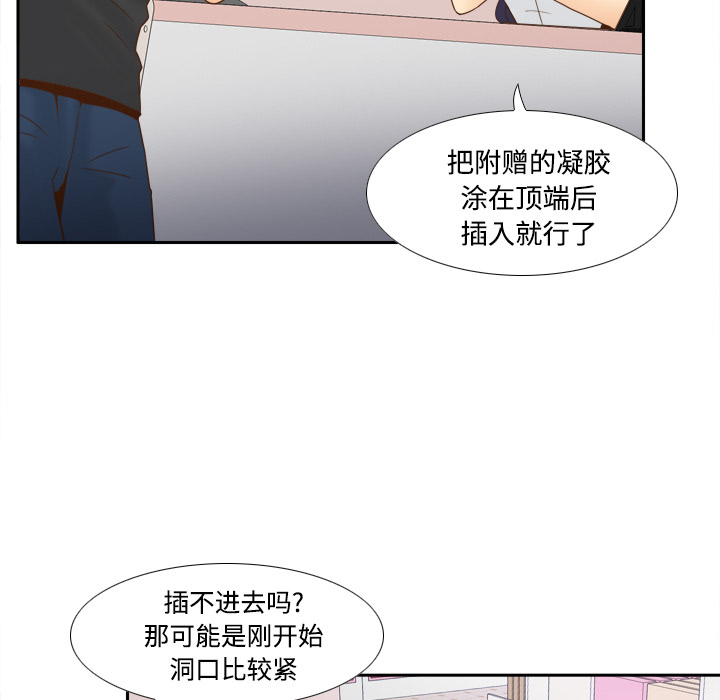 把附赠的凝胶
涂在顶端后
插入就行了
插不进去吗?
那可能是刚开始
洞口比较紧